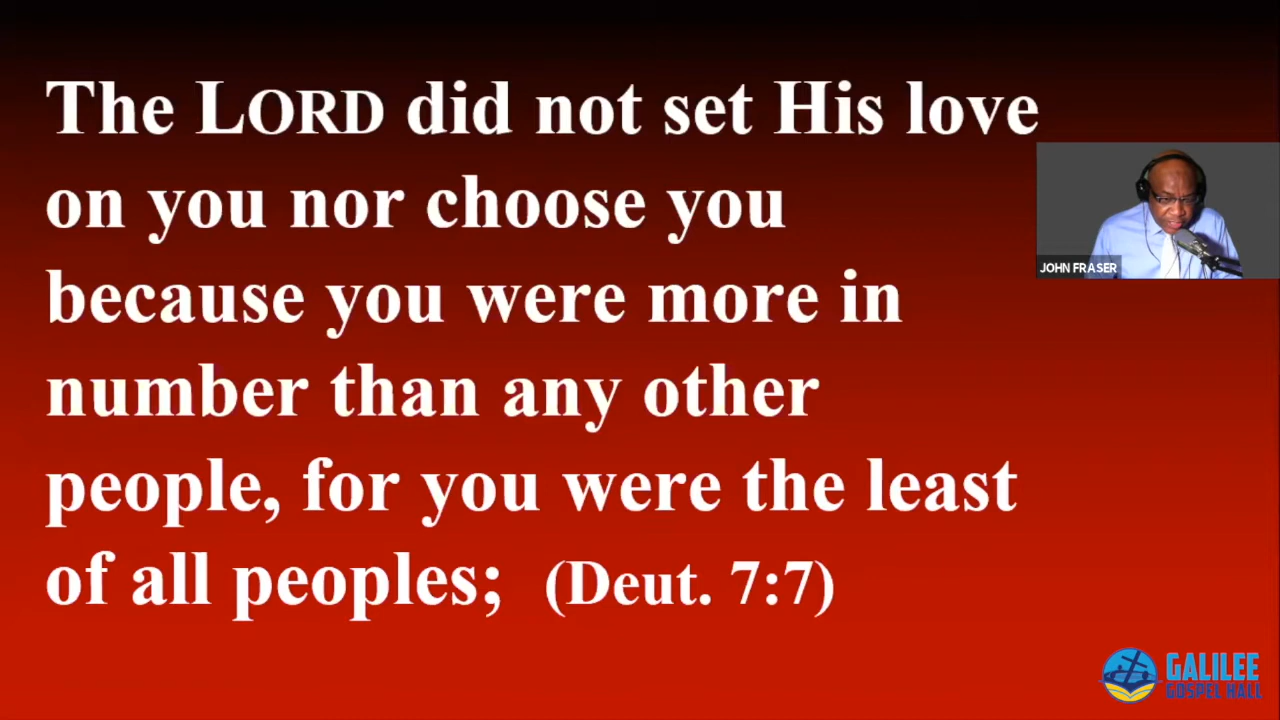 The LORD did not set His love
on you nor choose you
because you were more in
number than any other
people, for you were the least
of all peoples; (Deut. 7:7)
JOHN FRASER
GALILEE
GOSPEL HALL